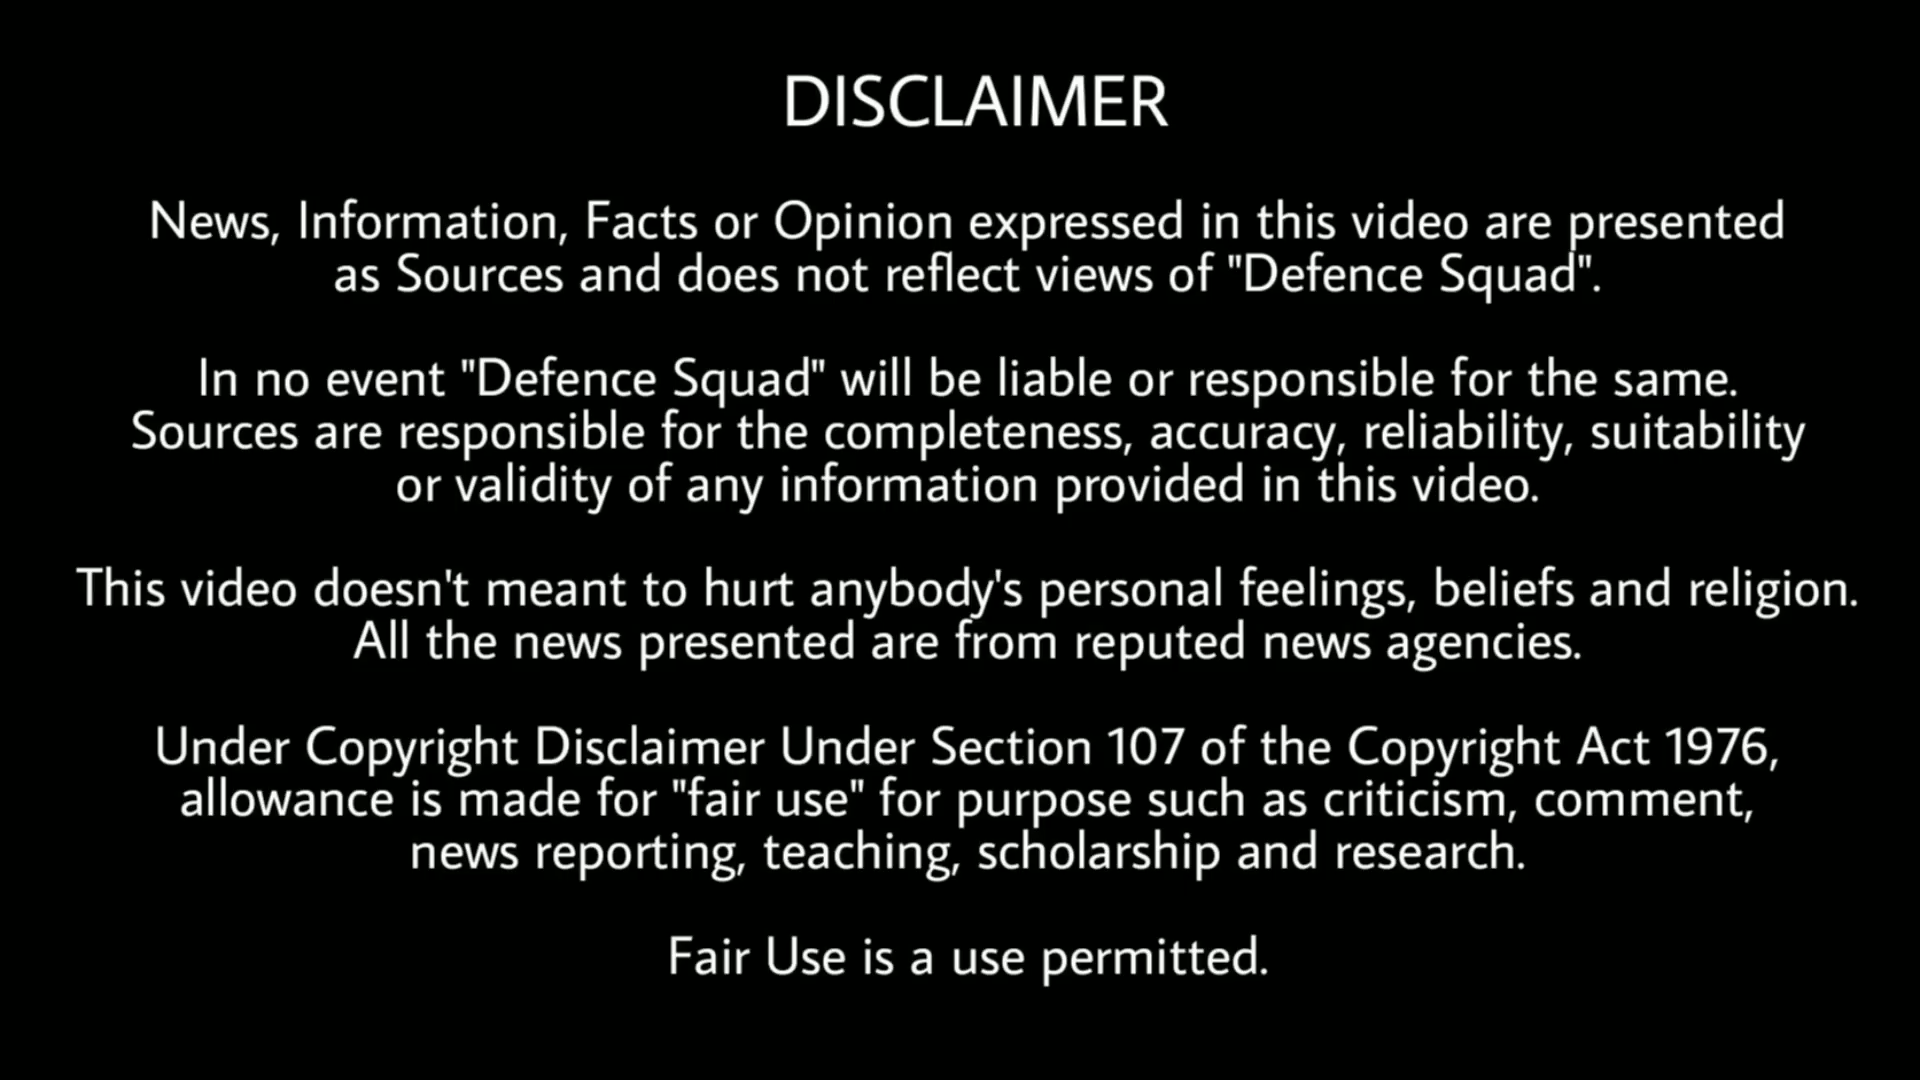 DISCLAIMER
News, Information, Facts or Opinion expressed in this video are presented
as Sources and does not reflect views of "Defence Squad".
In no event "Defence Squad" will be liable or responsible for the same.
Sources are responsible for the completeness, accuracy, reliability, suitability
or validity of any information provided in this video.
This video doesn't meant to hurt anybody's personal feelings, beliefs and religion.
All the news presented are from reputed news agencies.
Under Copyright Disclaimer Under Section 107 of the Copyright Act 1976,
allowance is made for "fair use" for purpose such as criticism, comment,
news reporting, teaching, scholarship and research.
Fair Use is a use permitted.